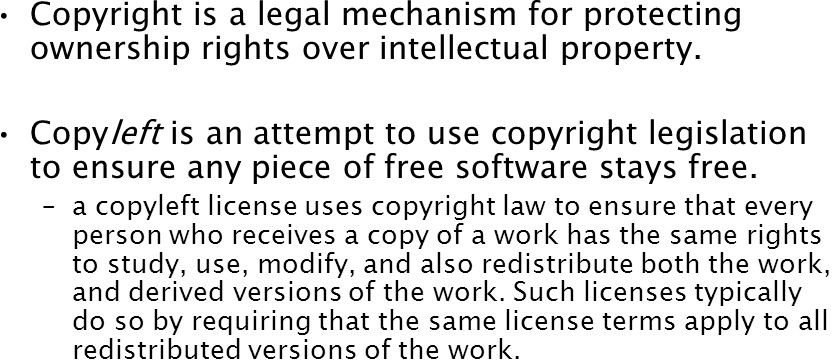 • Copyright is a legal mechanism for protecting
ownership rights over intellectual property.
• Copyleft is an attempt to use copyright legislation
to ensure any piece of free software stays free.
– a copyleft license uses copyright law to ensure that every
person who receives a copy of a work has the same rights
to study, use, modify, and also redistribute both the work,
and derived versions of the work. Such licenses typically
do so by requiring that the same license terms apply to all
redistributed versions of the work.